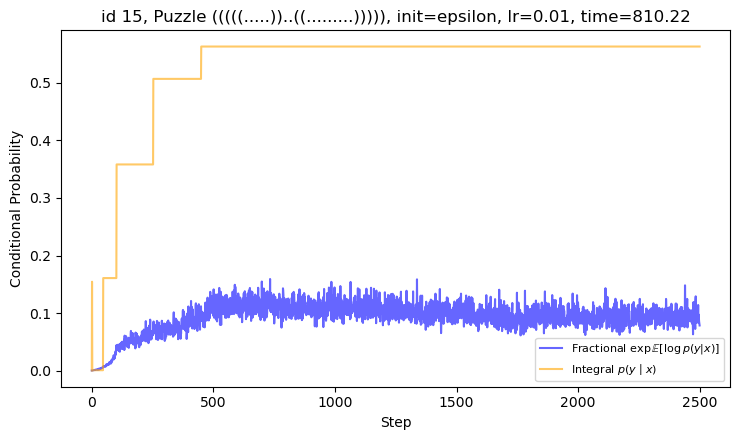 id 15, Puzzle (((((.....))..((.........))))), init=epsilon, lr=0.01, time=810.22
Conditional Probability
0.5
0.4
0.3
0.2
0.1
0.0
Fractional exp𝔼[log p(y|x)]
Integral p(y | x)
0 500 1000 1500 2000 2500
Step